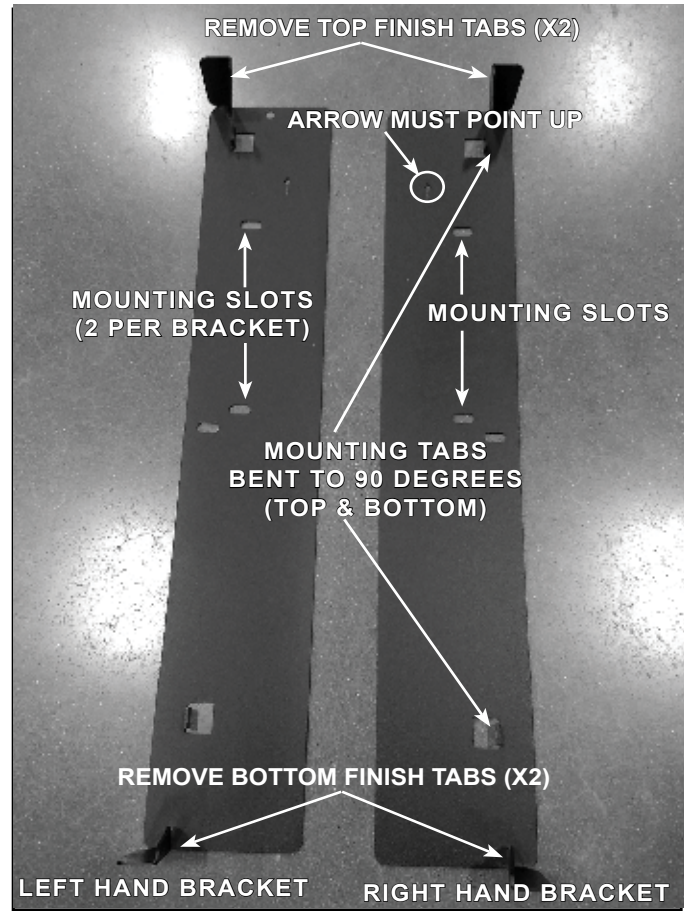 REMOVE TOP FINISH TABS (X2)
ARROW MUST POINT UP
MOUNTING SLOTS
(2 PER BRACKET)
MOUNTING SLOTS
MOUNTING TABS
BENT TO 90 DEGREES
(TOP & BOTTOM)
REMOVE BOTTOM FINISH TABS (X2)
LEFT HAND BRACKET
RIGHT HAND BRACKET